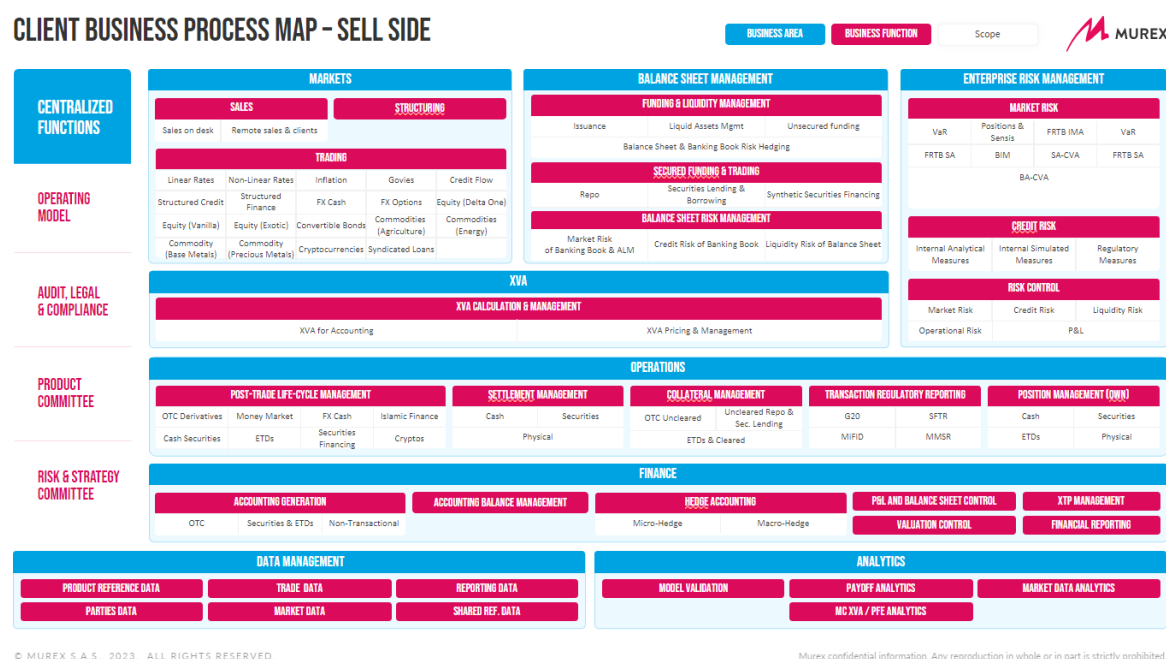 CLIENT BUSINESS PROCESS MAP – SELL SIDE
BUSINESS AREA
BUSINESS FUNCTION
Scope
MUREX
CENTRALIZED
FUNCTIONS
OPERATING
MODEL
AUDIT, LEGAL
& COMPLIANCE
PRODUCT
COMMITTEE
RISK & STRATEGY
COMMITTEE
MARKETS
SALES
STRUCTURING
Sales on desk
Remote sales & clients
TRADING
Linear Rates
Non-Linear Rates
Inflation
Govies
Credit Flow
Structured Credit
Structured
Finance
FX Cash
FX Options
Equity (Delta One)
Equity (Vanilla)
Equity (Exotic)
Convertible Bonds
Commodities
(Agriculture)
Commodities
(Energy)
Commodity
(Base Metals)
Commodity
(Precious Metals)
Cryptocurrencies
Syndicated Loans
BALANCE SHEET MANAGEMENT
FUNDING & LIQUIDITY MANAGEMENT
Issuance
Liquid Assets Mgmt
Unsecured funding
Balance Sheet & Banking Book Risk Hedging
SECURED FUNDING & TRADING
Repo
Securities Lending &
Borrowing
Synthetic Securities Financing
BALANCE SHEET RISK MANAGEMENT
Market Risk
of Banking Book & ALM
Credit Risk of Banking Book
Liquidity Risk of Balance Sheet
ENTERPRISE RISK MANAGEMENT
MARKET RISK
VaR
Positions &
Sensis
FRTB IMA
VaR
FRTB SA
BIM
SA-CVA
FRTB SA
BA-CVA
CREDIT RISK
Internal Analytical
Measures
Internal Simulated
Measures
Regulatory
Measures
RISK CONTROL
Market Risk
Credit Risk
Liquidity Risk
Operational Risk
P&L
XVA
XVA CALCULATION & MANAGEMENT
XVA for Accounting
XVA Pricing & Management
OPERATIONS
POST-TRADE LIFE-CYCLE MANAGEMENT
OTC Derivatives
Money Market
FX Cash
Islamic Finance
Cash Securities
ETDs
Securities
Financing
Cryptos
SETTLEMENT MANAGEMENT
Cash
Securities
Physical
COLLATERAL MANAGEMENT
OTC Uncleared
Uncleared Repo &
Sec. Lending
ETDs & Cleared
TRANSACTION REGULATORY REPORTING
G20
SFTR
MIFID
MMSR
POSITION MANAGEMENT (OWN)
Cash
Securities
ETDs
Physical
FINANCE
ACCOUNTING GENERATION
OTC
Securities & ETDs
Non-Transactional
ACCOUNTING BALANCE MANAGEMENT
HEDGE ACCOUNTING
Micro-Hedge
Macro-Hedge
P&L AND BALANCE SHEET CONTROL
XTP MANAGEMENT
VALUATION CONTROL
FINANCIAL REPORTING
DATA MANAGEMENT
PRODUCT REFERENCE DATA
TRADE DATA
REPORTING DATA
PARTIES DATA
MARKET DATA
SHARED REF. DATA
ANALYTICS
MODEL VALIDATION
PAYOFF ANALYTICS
MARKET DATA ANALYTICS
MC XVA / PFE ANALYTICS
© MUREX S.A.S., 2023. ALL RIGHTS RESERVED
Murex confidential information. Any reproduction in whole or in part is strictly prohibited.